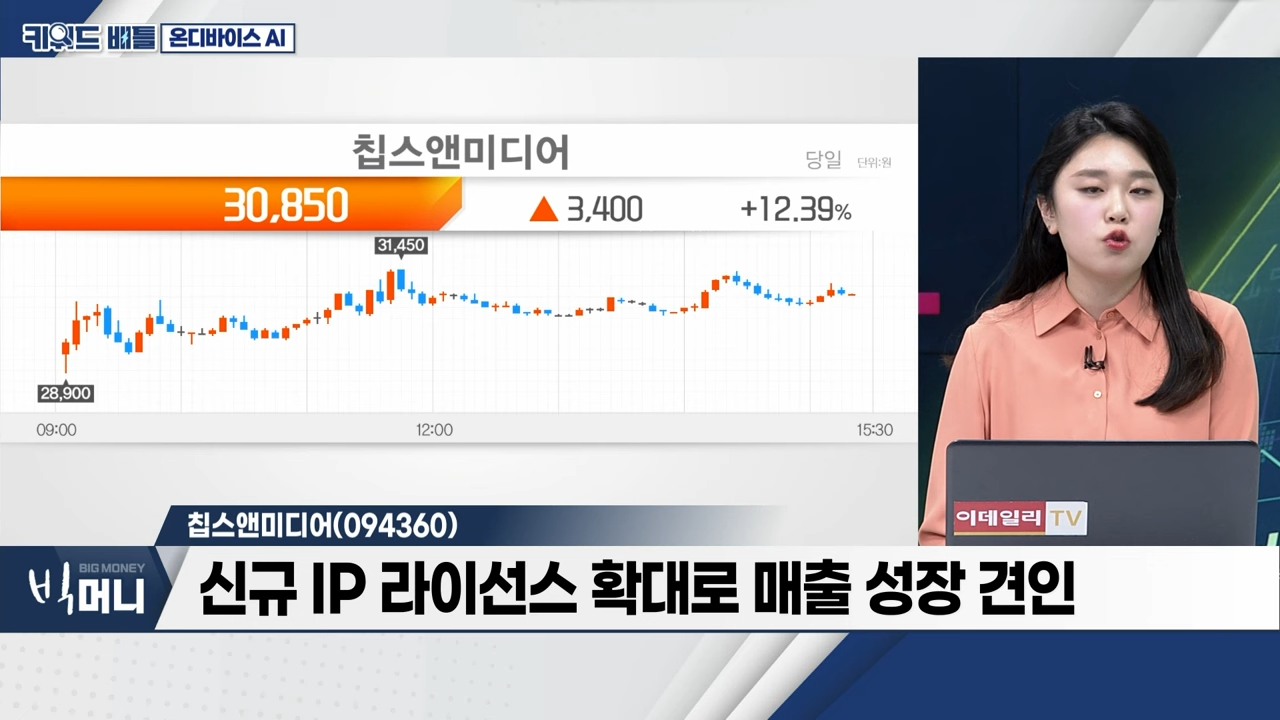 키워드 배틀 온디바이스 AI
칩스앤미디어
당일 단위:원
30,850 ▲ 3,400 +12.39%
31,450
28,900
09:00 12:00 15:30
이데일리 TV
칩스앤미디어(094360)
BIG MONEY
빅머니
신규 IP 라이선스 확대로 매출 성장 견인